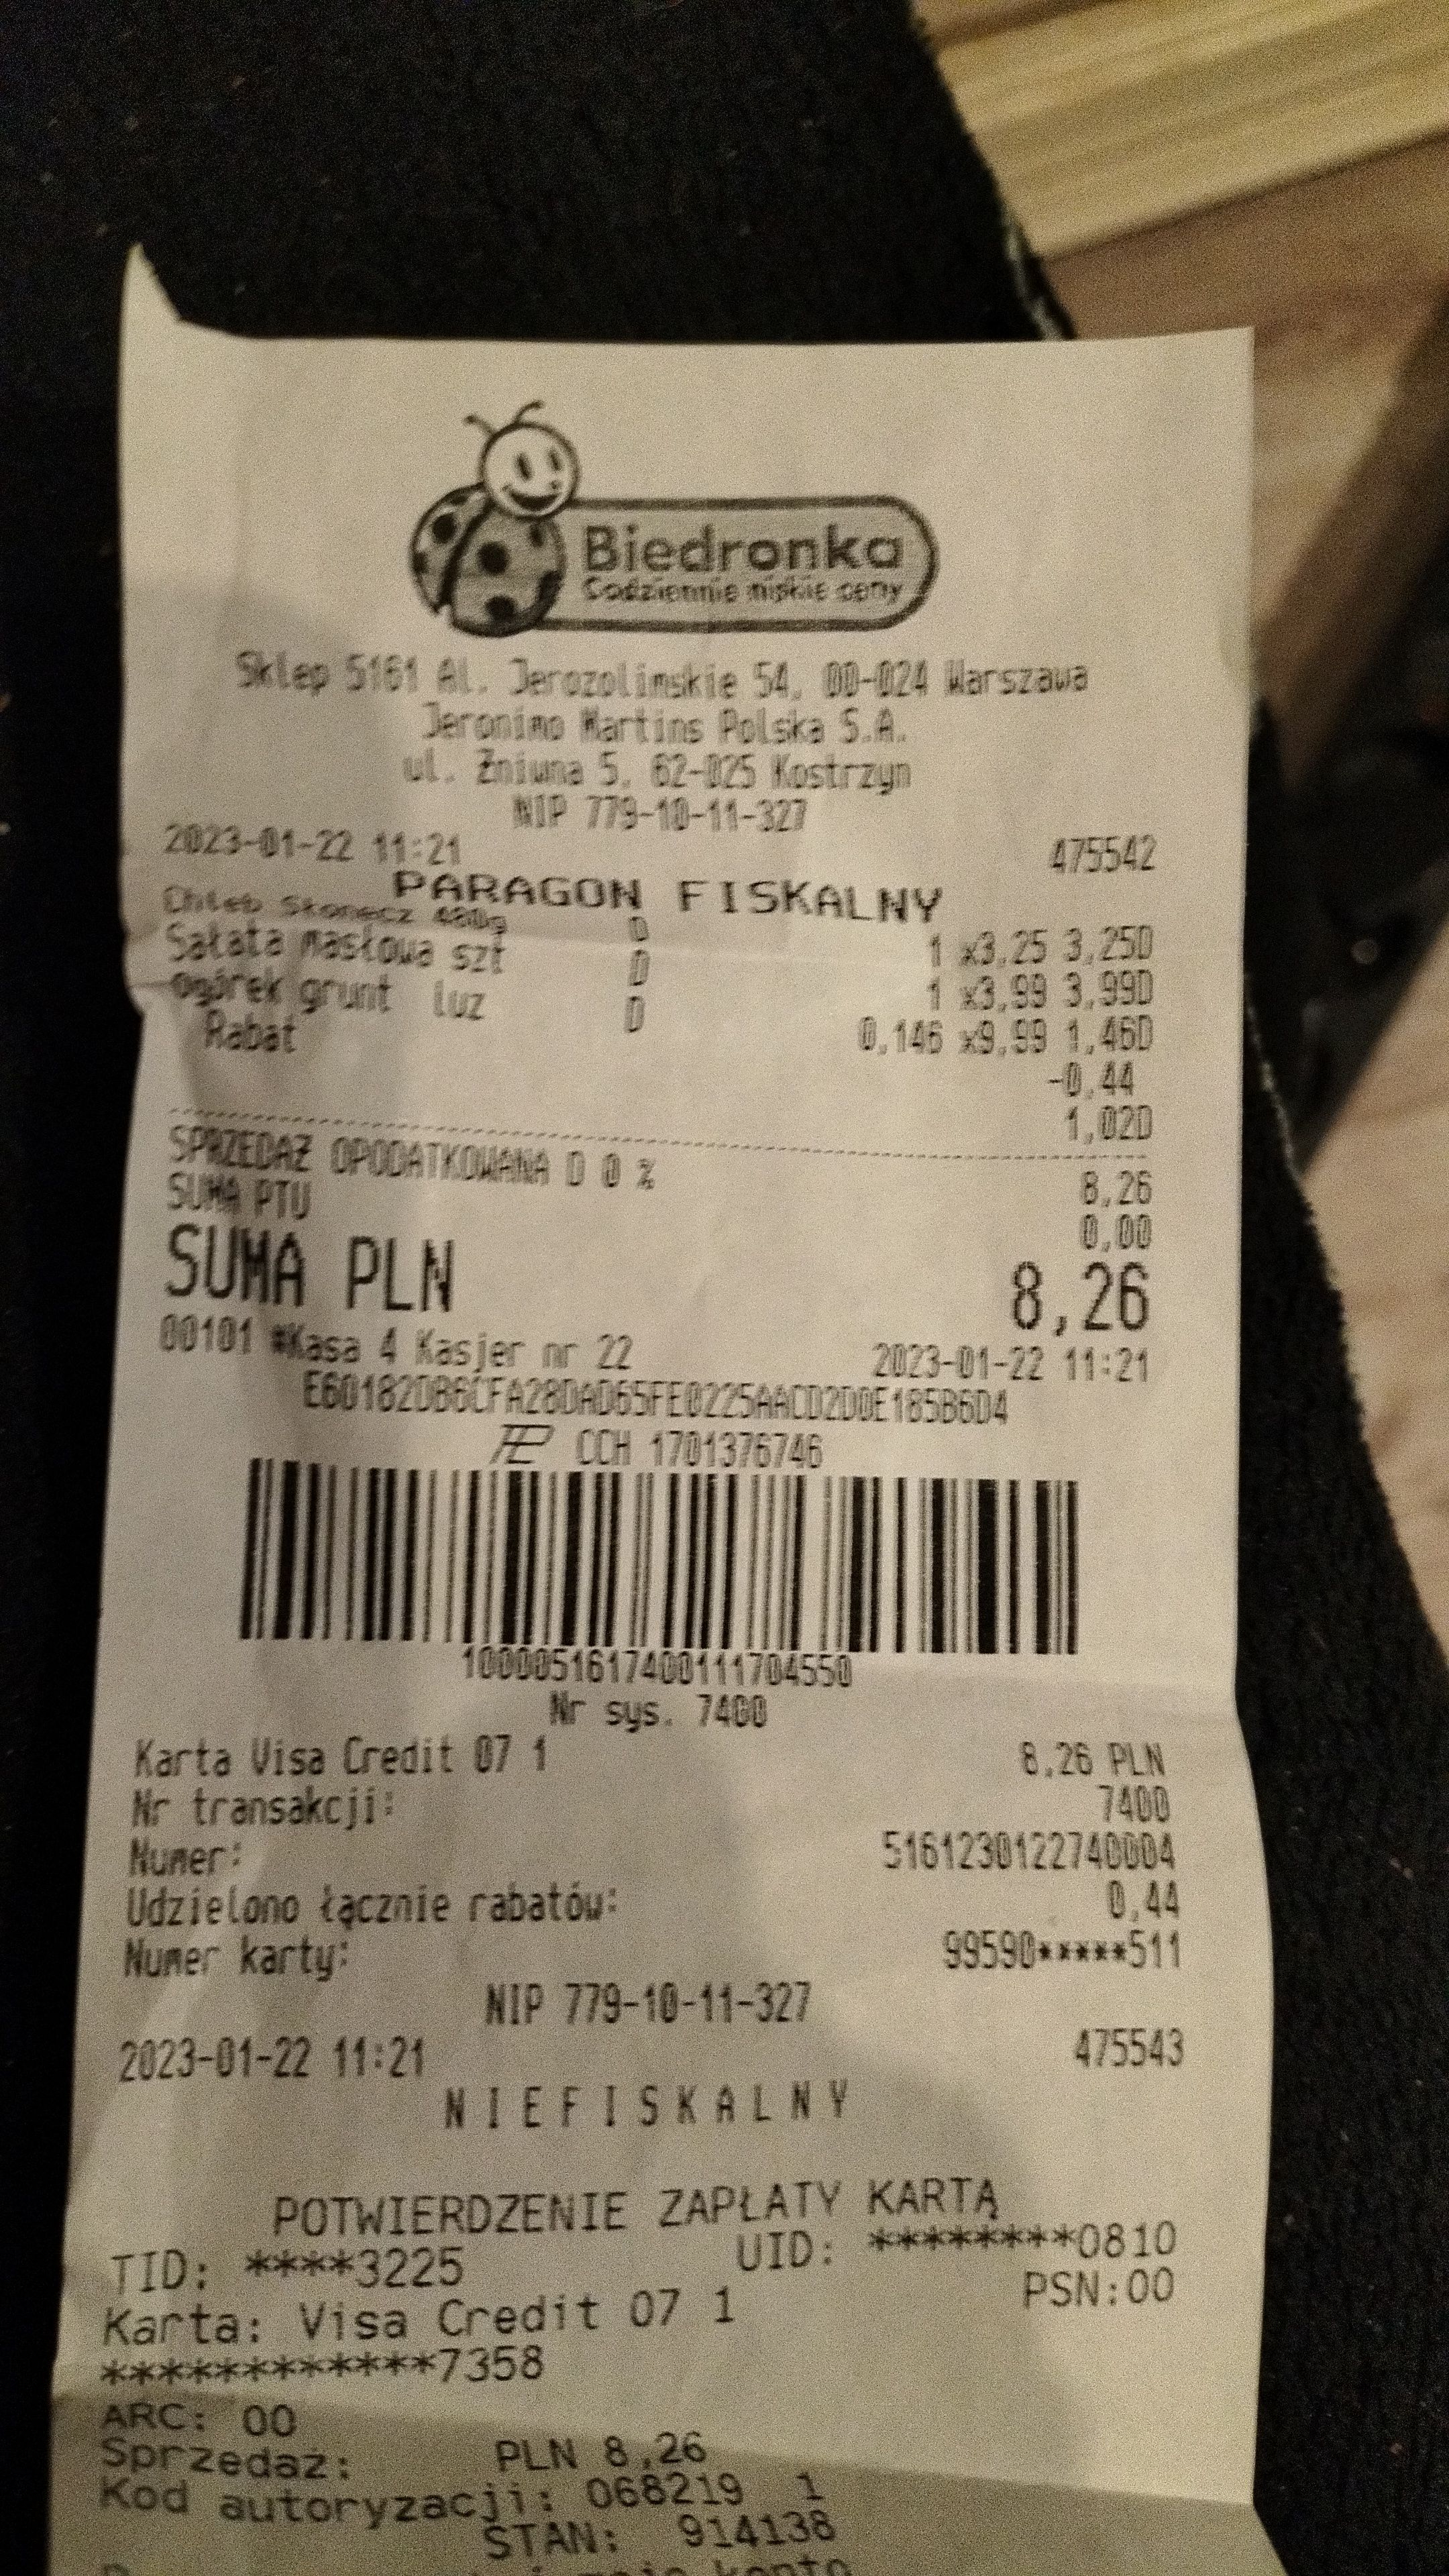 Biedronka
Codziennie niskie ceny
Sklep 5161 Al. Jerozolimskie 54, 00-024 Warszawa
Jeronimo Martins Polska S.A.
ul. Żniwna 5, 62-025 Kostrzyn
NIP 779-10-11-327
2023-01-22 11:21 475542
PARAGON FISKALNY
Chleb Słonecz 480g D 1 x3,25 3,25D
Sałata masłowa szt D 1 x3,99 3,99D
ogórek grunt luz D 0,146 x9,99 1,46D
Rabat -0,44
1,02D
SPRZEDAŻ OPODATKOWANA D 0 % 8,26
SUMA PTU 0,00
SUMA PLN 8,26
00101 #Kasa 4 Kasjer nr 22 2023-01-22 11:21
E60182DB6CFA28DAD65FE0225AACD2D0E185B6D4
CCH 1701376746
1000051617400111704550
Nr sys. 7400
Karta Visa Credit 07 1 8,26 PLN
Nr transakcji: 7400
Numer: 5161230122740004
Udzielono łącznie rabatów: 0,44
Numer karty: 99590*****511
NIP 779-10-11-327
2023-01-22 11:21 475543
NIEFISKALNY
POTWIERDZENIE ZAPŁATY KARTĄ
TID: ****3225 UID: ********0810
Karta: Visa Credit 07 1 PSN:00
************7358
ARC: 00
Sprzedaż: PLN 8,26
Kod autoryzacji: 068219 1
STAN: 914138
konto